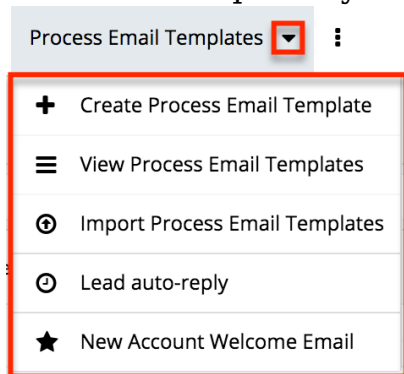 Process Email Templates
Create Process Email Template
View Process Email Templates
Import Process Email Templates
Lead auto-reply
New Account Welcome Email